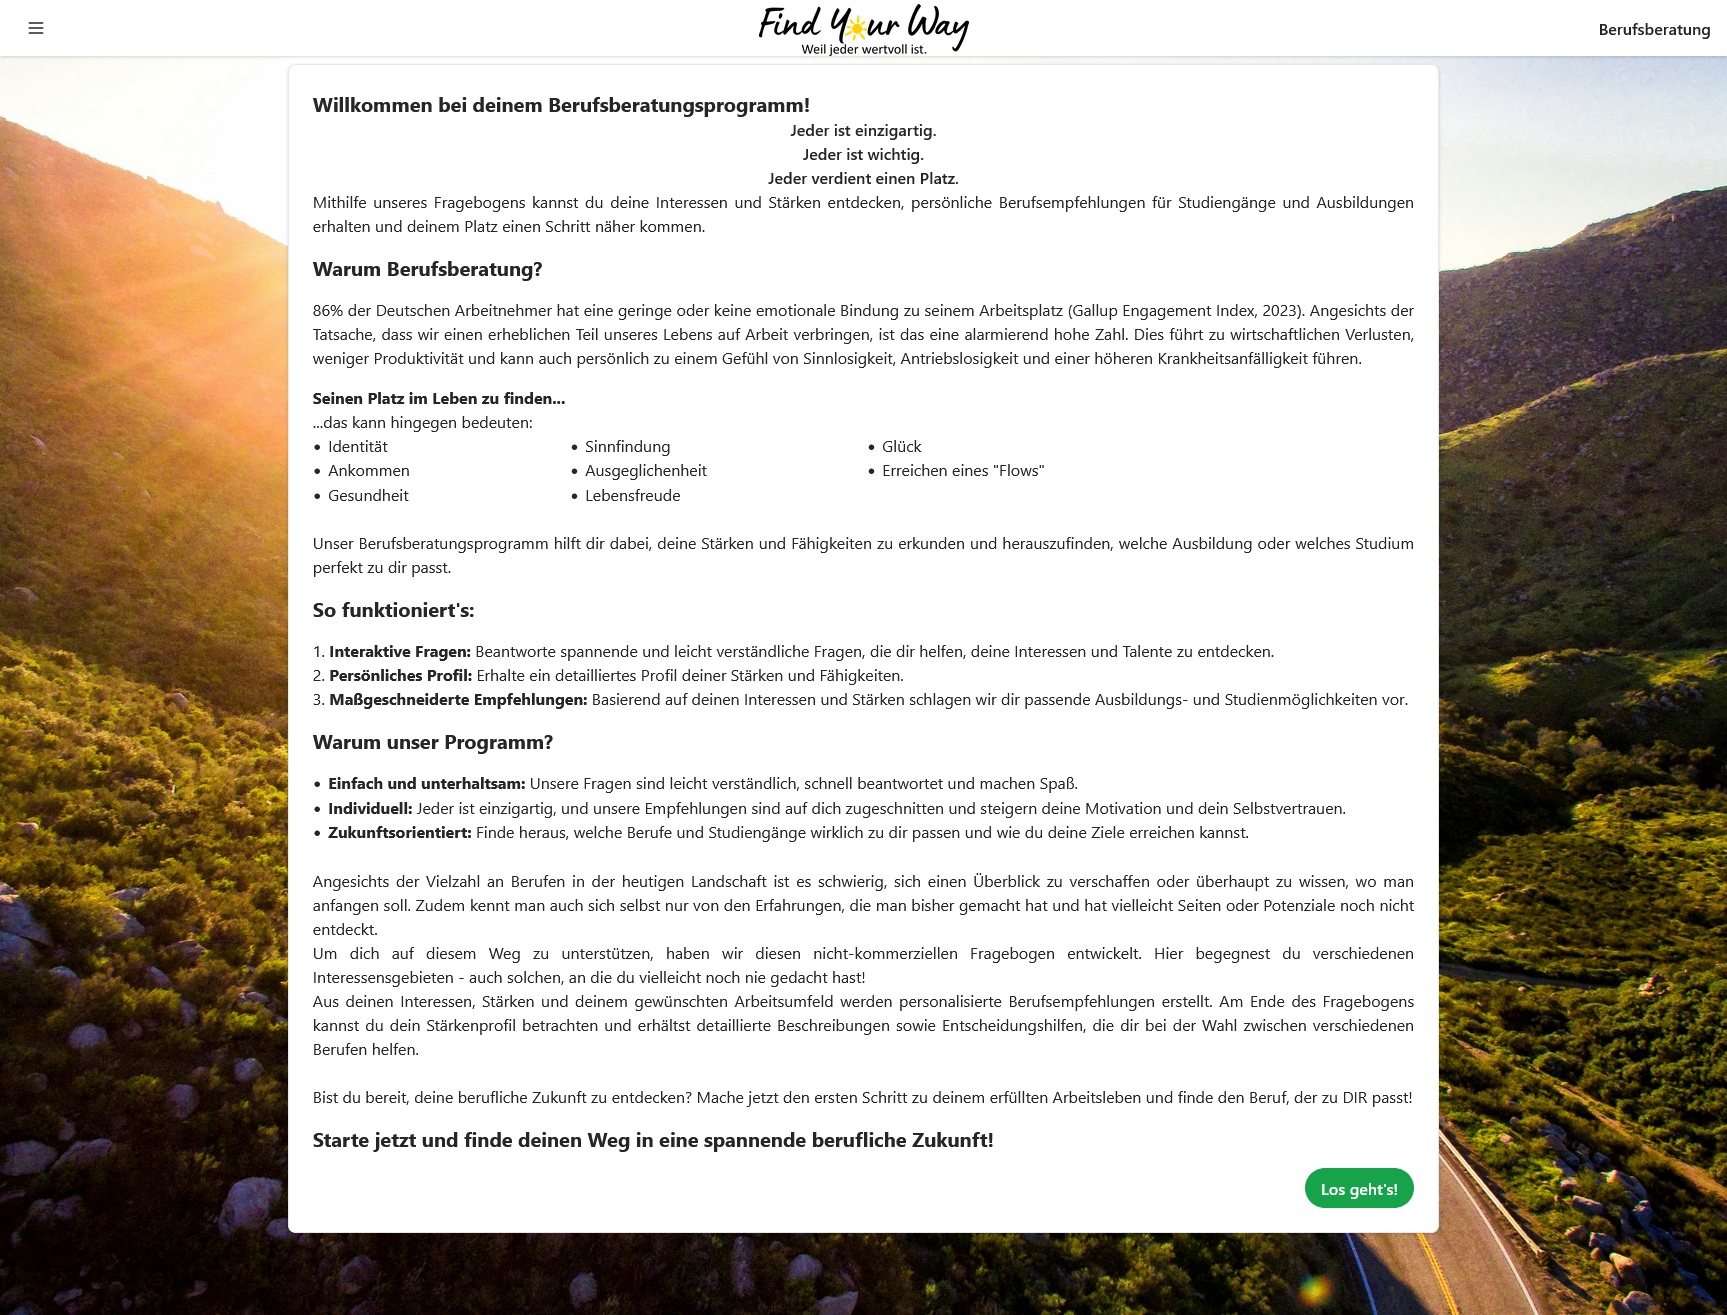 Find Your Way
Weil jeder wertvoll ist.
Berufsberatung
Willkommen bei deinem Berufsberatungsprogramm!
Jeder ist einzigartig.
Jeder ist wichtig.
Jeder verdient einen Platz.
Mithilfe unseres Fragebogens kannst du deine Interessen und Stärken entdecken, persönliche Berufsempfehlungen für Studiengänge und Ausbildungen
erhalten und deinem Platz einen Schritt näher kommen.
Warum Berufsberatung?
86% der Deutschen Arbeitnehmer hat eine geringe oder keine emotionale Bindung zu seinem Arbeitsplatz (Gallup Engagement Index, 2023). Angesichts der
Tatsache, dass wir einen erheblichen Teil unseres Lebens auf Arbeit verbringen, ist das eine alarmierend hohe Zahl. Dies führt zu wirtschaftlichen Verlusten,
weniger Produktivität und kann auch persönlich zu einem Gefühl von Sinnlosigkeit, Antriebslosigkeit und einer höheren Krankheitsanfälligkeit führen.
Seinen Platz im Leben zu finden...
...das kann hingegen bedeuten:
• Identität
• Ankommen
• Gesundheit
• Sinnfindung
• Ausgeglichenheit
• Lebensfreude
• Glück
• Erreichen eines "Flows"
Unser Berufsberatungsprogramm hilft dir dabei, deine Stärken und Fähigkeiten zu erkunden und herauszufinden, welche Ausbildung oder welches Studium
perfekt zu dir passt.
So funktioniert's:
1. Interaktive Fragen: Beantworte spannende und leicht verständliche Fragen, die dir helfen, deine Interessen und Talente zu entdecken.
2. Persönliches Profil: Erhalte ein detailliertes Profil deiner Stärken und Fähigkeiten.
3. Maßgeschneiderte Empfehlungen: Basierend auf deinen Interessen und Stärken schlagen wir dir passende Ausbildungs- und Studienmöglichkeiten vor.
Warum unser Programm?
• Einfach und unterhaltsam: Unsere Fragen sind leicht verständlich, schnell beantwortet und machen Spaß.
• Individuell: Jeder ist einzigartig, und unsere Empfehlungen sind auf dich zugeschnitten und steigern deine Motivation und dein Selbstvertrauen.
• Zukunftsorientiert: Finde heraus, welche Berufe und Studiengänge wirklich zu dir passen und wie du deine Ziele erreichen kannst.
Angesichts der Vielzahl an Berufen in der heutigen Landschaft ist es schwierig, sich einen Überblick zu verschaffen oder überhaupt zu wissen, wo man
anfangen soll. Zudem kennt man auch sich selbst nur von den Erfahrungen, die man bisher gemacht hat und hat vielleicht Seiten oder Potenziale noch nicht
entdeckt.
Um dich auf diesem Weg zu unterstützen, haben wir diesen nicht-kommerziellen Fragebogen entwickelt. Hier begegnest du verschiedenen
Interessensgebieten - auch solchen, an die du vielleicht noch nie gedacht hast!
Aus deinen Interessen, Stärken und deinem gewünschten Arbeitsumfeld werden personalisierte Berufsempfehlungen erstellt. Am Ende des Fragebogens
kannst du dein Stärkenprofil betrachten und erhältst detaillierte Beschreibungen sowie Entscheidungshilfen, die dir bei der Wahl zwischen verschiedenen
Berufen helfen.
Bist du bereit, deine berufliche Zukunft zu entdecken? Mache jetzt den ersten Schritt zu deinem erfüllten Arbeitsleben und finde den Beruf, der zu DIR passt!
Starte jetzt und finde deinen Weg in eine spannende berufliche Zukunft!
Los geht's!